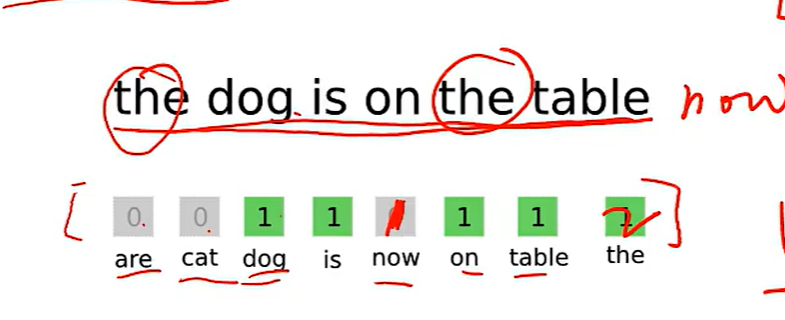 the dog is on the table now
[ 0 0 1 1 1 1 1 2 ]
are cat dog is now on table the